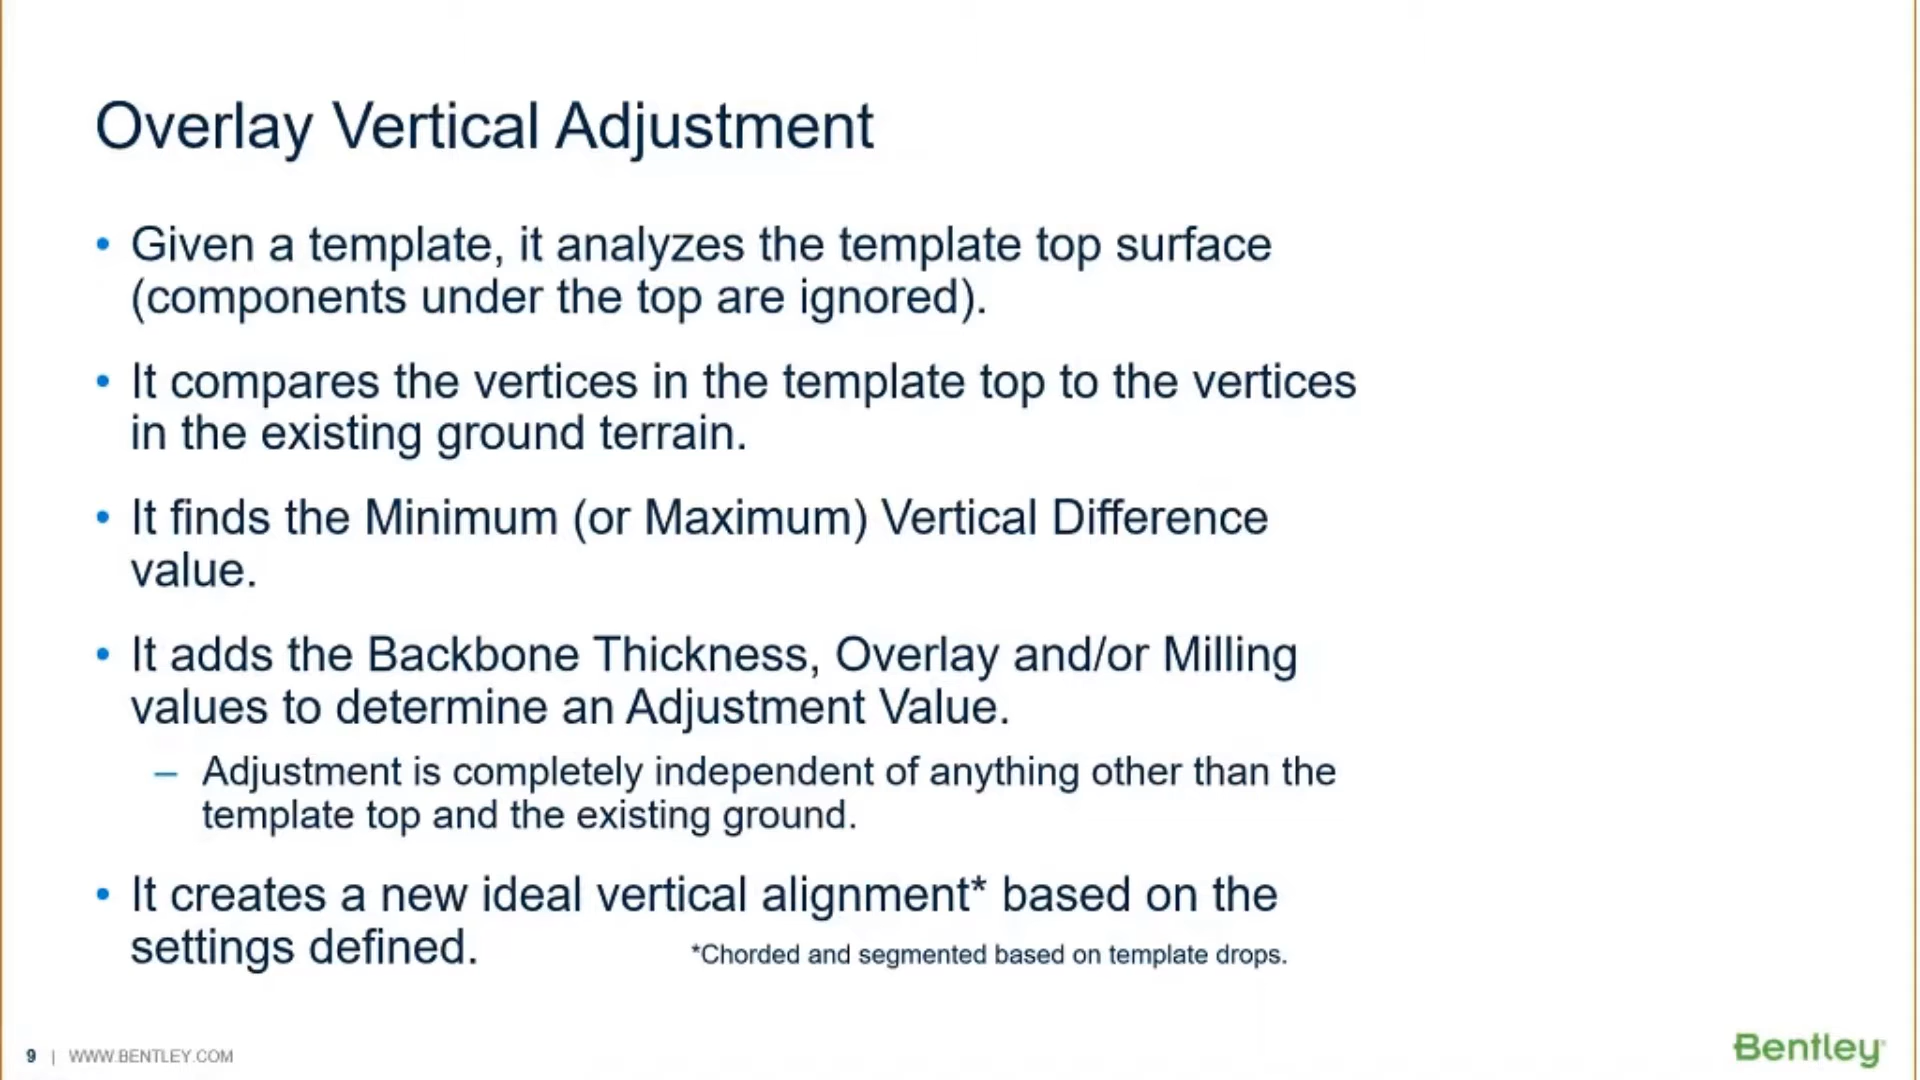 Overlay Vertical Adjustment
• Given a template, it analyzes the template top surface
(components under the top are ignored).
• It compares the vertices in the template top to the vertices
in the existing ground terrain.
• It finds the Minimum (or Maximum) Vertical Difference
value.
• It adds the Backbone Thickness, Overlay and/or Milling
values to determine an Adjustment Value.
– Adjustment is completely independent of anything other than the
template top and the existing ground.
• It creates a new ideal vertical alignment* based on the
settings defined. *Chorded and segmented based on template drops.
9 | WWW.BENTLEY.COM
Bentley